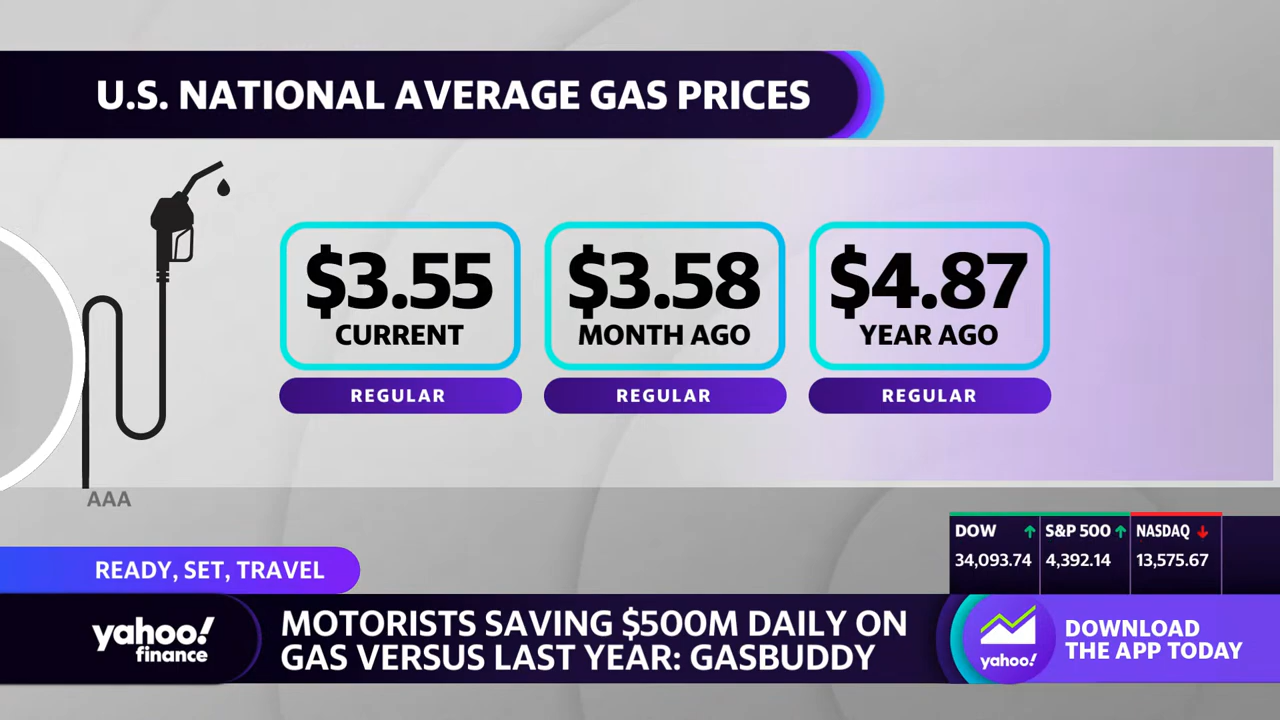 U.S. NATIONAL AVERAGE GAS PRICES
$3.55
CURRENT
REGULAR
$3.58
MONTH AGO
REGULAR
$4.87
YEAR AGO
REGULAR
AAA
DOW
34,093.74
S&P 500
4,392.14
NASDAQ
13,575.67
READY, SET, TRAVEL
yahoo!
finance
MOTORISTS SAVING $500M DAILY ON
GAS VERSUS LAST YEAR: GASBUDDY
yahoo!
DOWNLOAD
THE APP TODAY